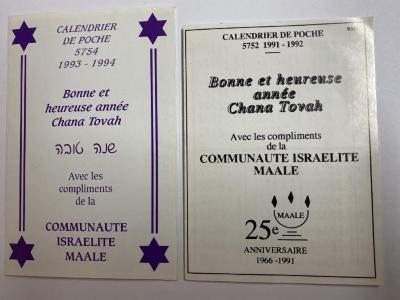 CALENDRIER
DE POCHE
5754
1993 - 1994
Bonne et
heureuse année
Chana Tovah
שנה טובה
Avec les
compliments
de la
COMMUNAUTE
ISRAELITE
MAALE
CALENDRIER DE POCHE
5752 1991 - 1992
Bonne et heureuse
année
Chana Tovah
Avec les compliments
de la
COMMUNAUTE ISRAELITE
MAALE
MAALE
25e
ANNIVERSAIRE
1966 - 1991